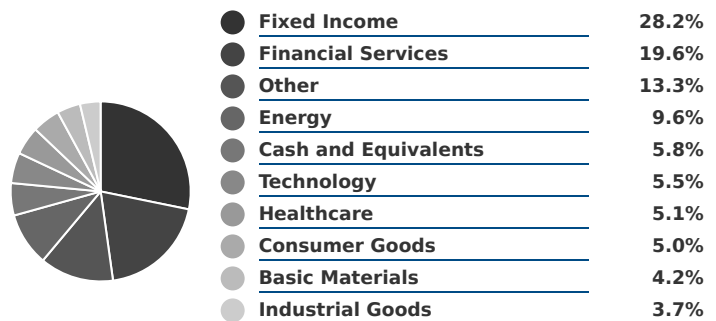 Fixed Income 28.2%
Financial Services 19.6%
Other 13.3%
Energy 9.6%
Cash and Equivalents 5.8%
Technology 5.5%
Healthcare 5.1%
Consumer Goods 5.0%
Basic Materials 4.2%
Industrial Goods 3.7%